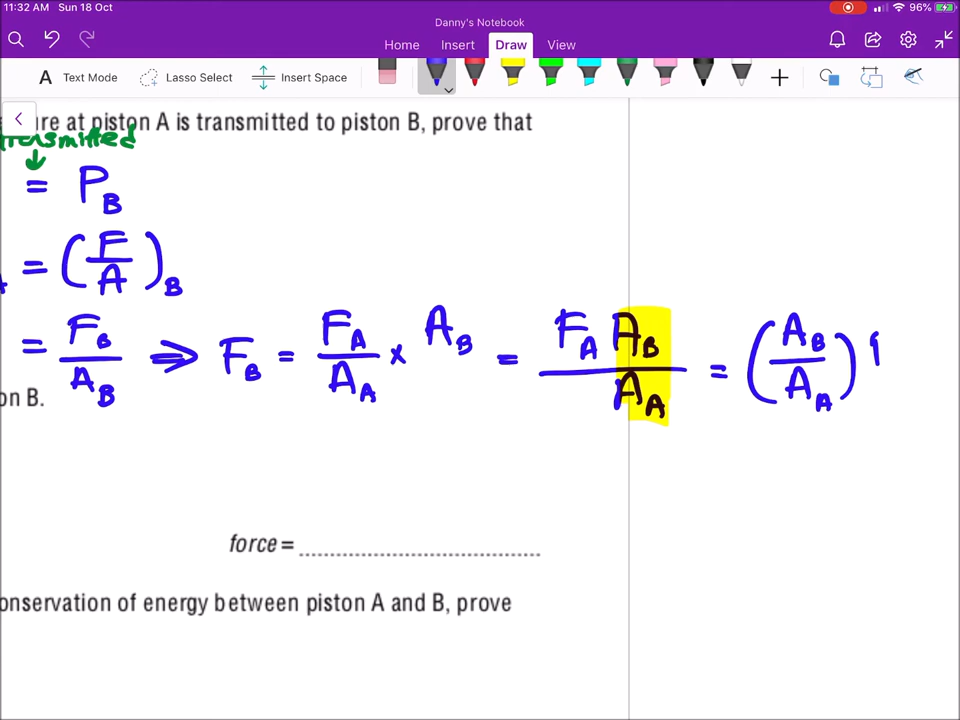 11:32 AM Sun 18 Oct 96%
Danny's Notebook
Home Insert Draw View
A Text Mode Lasso Select Insert Space
ure at piston A is transmitted to piston B, prove that
transmitted
= P_B
= (F/A)_B
= F_B/A_B ⇒ F_B = F_A/A_A × A_B = F_A A_B/A_A = (A_B/A_A)
on B.
force = ........................................
onservation of energy between piston A and B, prove